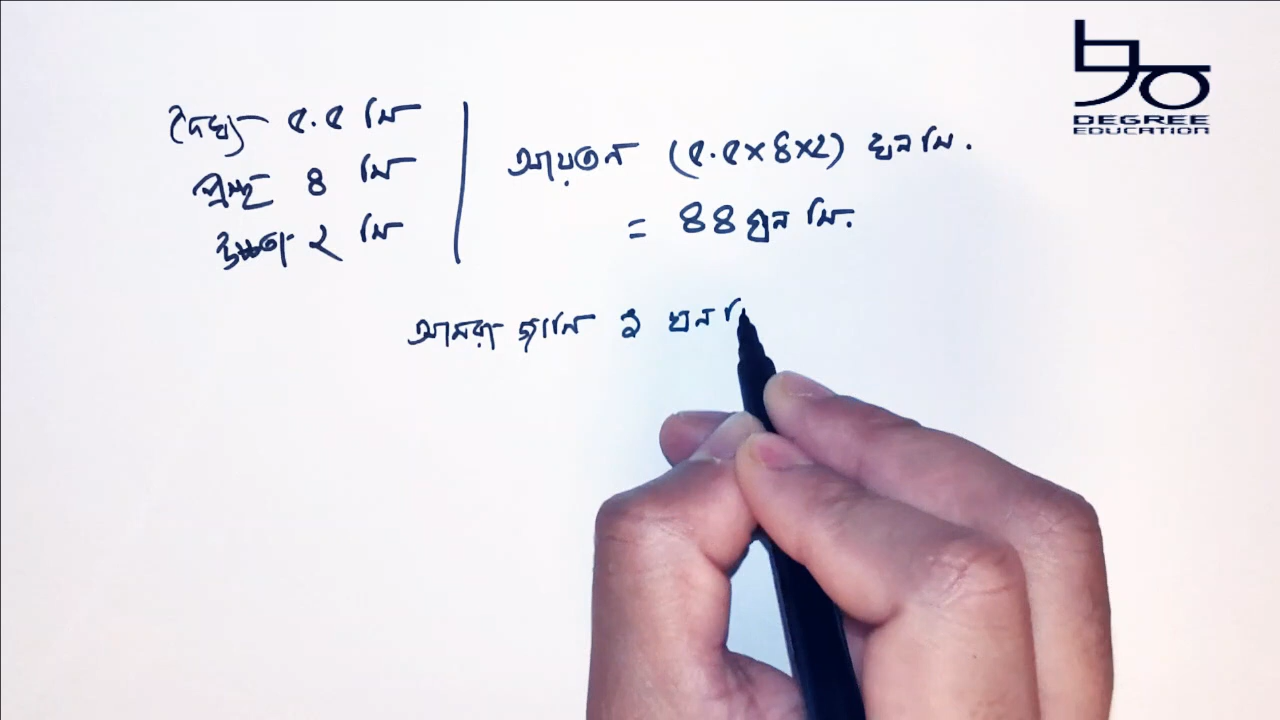 দৈর্ঘ্য ৫.৫ মি
প্রস্থ ৪ মি
উচ্চতা ২ মি
আয়তন (৫.৫×৪×২) ঘন মি.
= ৪৪ ঘন মি.
আমরা জানি ১ ঘন মি
DEGREE
EDUCATION